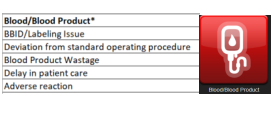 Blood/Blood Product*
BBID/Labeling Issue
Deviation from standard operating procedure
Blood Product Wastage
Delay in patient care
Adverse reaction
Blood/Blood Product